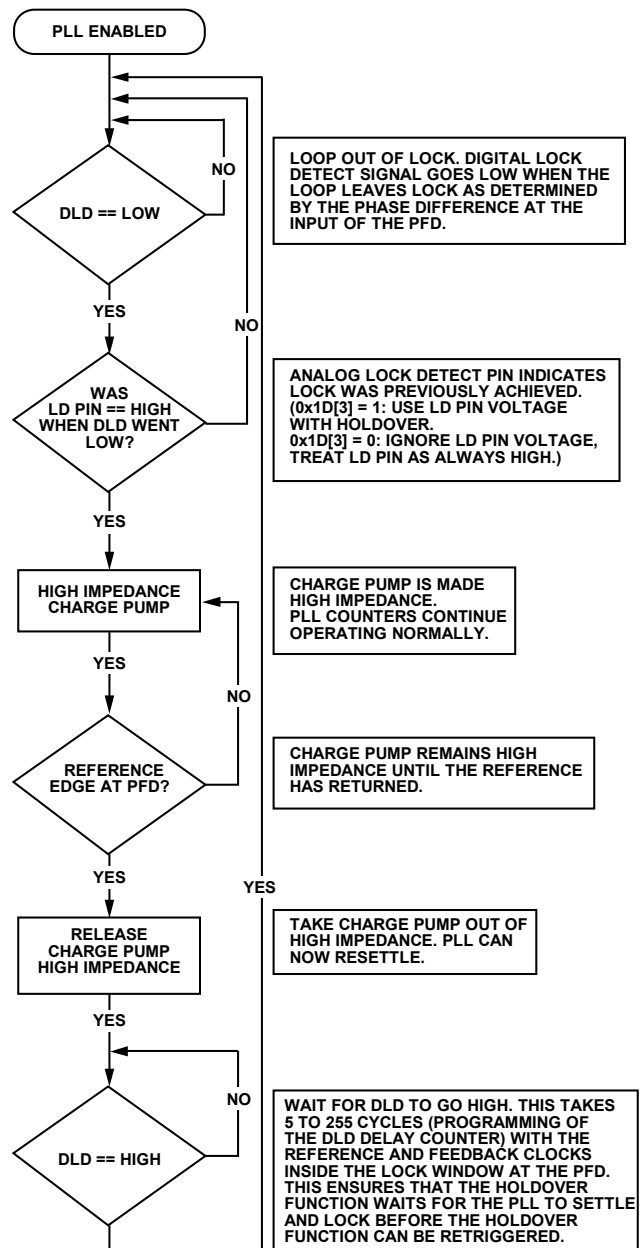 PLL ENABLED
NO
DLD == LOW
LOOP OUT OF LOCK. DIGITAL LOCK
DETECT SIGNAL GOES LOW WHEN THE
LOOP LEAVES LOCK AS DETERMINED
BY THE PHASE DIFFERENCE AT THE
INPUT OF THE PFD.
YES
NO
WAS
LD PIN == HIGH
WHEN DLD WENT
LOW?
ANALOG LOCK DETECT PIN INDICATES
LOCK WAS PREVIOUSLY ACHIEVED.
(0x1D[3] = 1: USE LD PIN VOLTAGE
WITH HOLDOVER.
0x1D[3] = 0: IGNORE LD PIN VOLTAGE,
TREAT LD PIN AS ALWAYS HIGH.)
YES
HIGH IMPEDANCE
CHARGE PUMP
CHARGE PUMP IS MADE
HIGH IMPEDANCE.
PLL COUNTERS CONTINUE
OPERATING NORMALLY.
YES
NO
REFERENCE
EDGE AT PFD?
CHARGE PUMP REMAINS HIGH
IMPEDANCE UNTIL THE REFERENCE
HAS RETURNED.
YES
YES
RELEASE
CHARGE PUMP
HIGH IMPEDANCE
TAKE CHARGE PUMP OUT OF
HIGH IMPEDANCE. PLL CAN
NOW RESETTLE.
YES
NO
DLD == HIGH
WAIT FOR DLD TO GO HIGH. THIS TAKES
5 TO 255 CYCLES (PROGRAMMING OF
THE DLD DELAY COUNTER) WITH THE
REFERENCE AND FEEDBACK CLOCKS
INSIDE THE LOCK WINDOW AT THE PFD.
THIS ENSURES THAT THE HOLDOVER
FUNCTION WAITS FOR THE PLL TO SETTLE
AND LOCK BEFORE THE HOLDOVER
FUNCTION CAN BE RETRIGGERED.